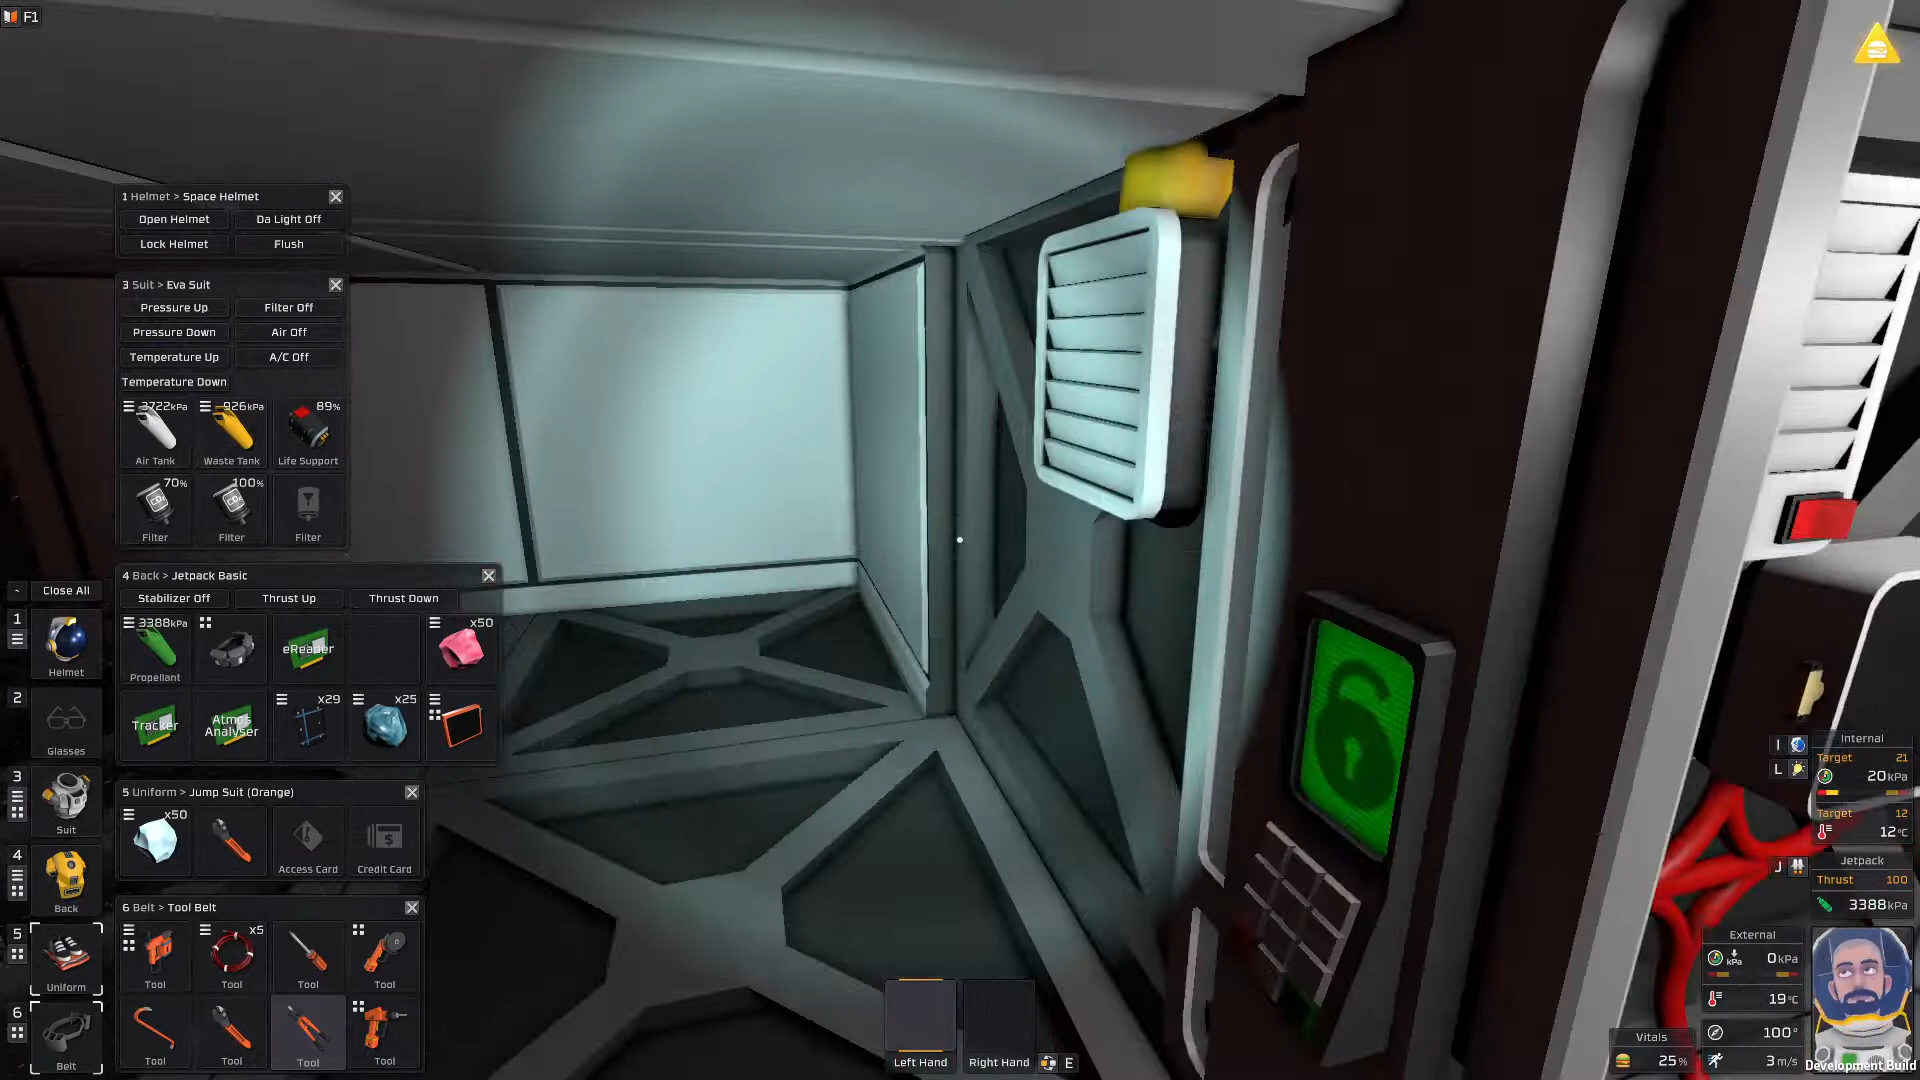 F1
1 Helmet > Space Helmet
Open Helmet
Da Light Off
Lock Helmet
Flush
3 Suit > Eva Suit
Pressure Up
Filter Off
Pressure Down
Air Off
Temperature Up
A/C Off
Temperature Down
3722kPa
926kPa
89%
Air Tank
Waste Tank
Life Support
70%
100%
Filter
Filter
Filter
4 Back > Jetpack Basic
Stabilizer Off
Thrust Up
Thrust Down
3388kPa
x50
eReader
Propellant
x29
x25
Tracker
Atmos
Analyser
5 Uniform > Jump Suit (Orange)
x50
Access Card
Credit Card
6 Belt > Tool Belt
x5
Tool
Tool
Tool
Tool
Tool
Tool
Tool
Tool
~
Close All
1
Helmet
2
Glasses
3
Suit
4
Back
5
Uniform
6
Belt
Left Hand
Right Hand
E
Internal
I
Target 21
20kPa
L
Target 12
12°C
Jetpack
J
Thrust 100
3388kPa
External
kPa
0kPa
19°C
100°
3m/s
Vitals
25%
Development Build